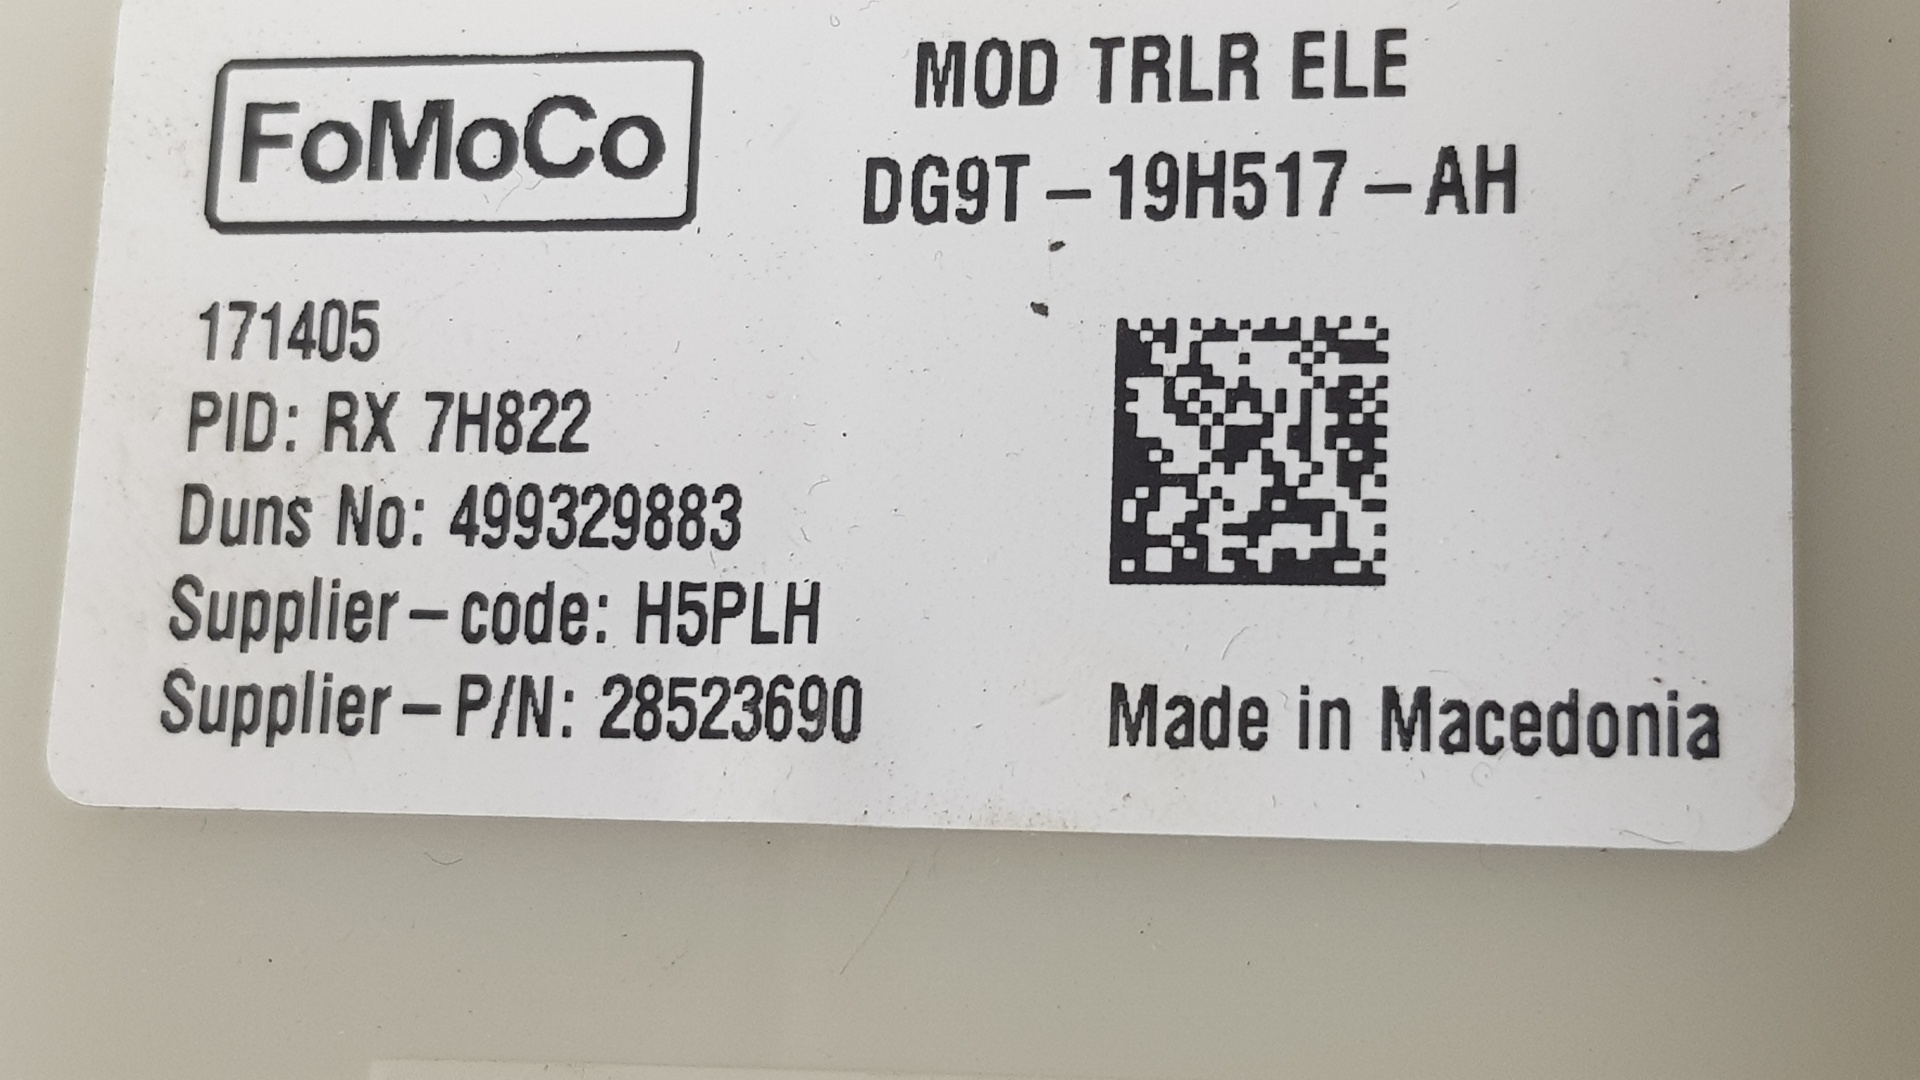 FoMoCo
MOD TRLR ELE
DG9T-19H517-AH
171405
PID: RX 7H822
Duns No: 499329883
Supplier-code: H5PLH
Supplier-P/N: 28523690
Made in Macedonia